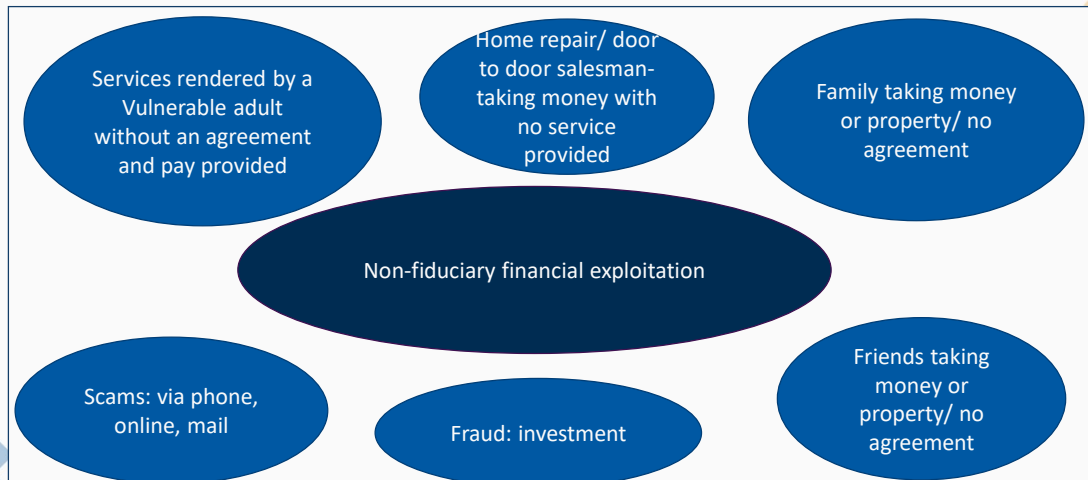 Services rendered by a
Vulnerable adult
without an agreement
and pay provided
Home repair/ door
to door salesman-
taking money with
no service
provided
Family taking money
or property/ no
agreement
Non-fiduciary financial exploitation
Scams: via phone,
online, mail
Fraud: investment
Friends taking
money or
property/ no
agreement